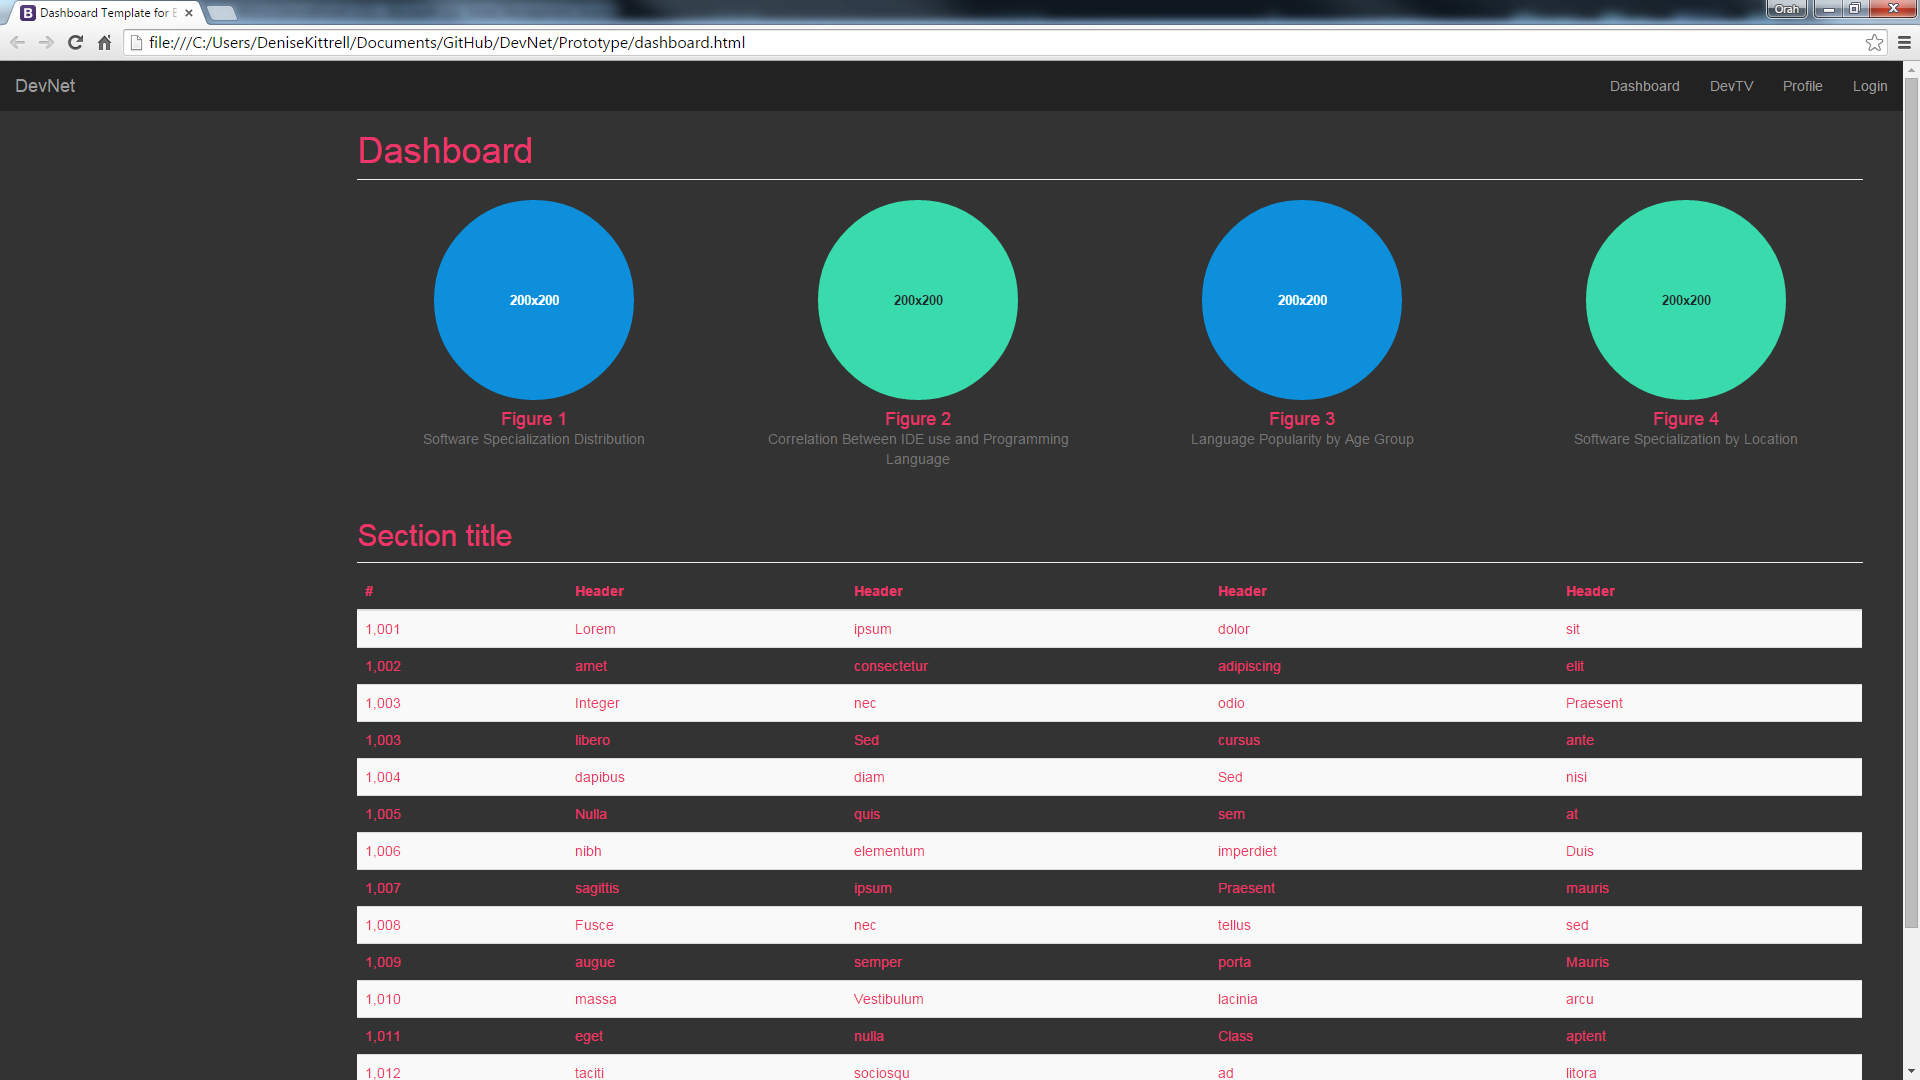 Dashboard Template for B
Orah
file:///C:/Users/DeniseKittrell/Documents/GitHub/DevNet/Prototype/dashboard.html
DevNet Dashboard DevTV Profile Login
Dashboard
200x200 200x200 200x200 200x200
Figure 1 Figure 2 Figure 3 Figure 4
Software Specialization Distribution Correlation Between IDE use and Programming Language Popularity by Age Group Software Specialization by Location
Language
Section title
# Header Header Header Header
1,001 Lorem ipsum dolor sit
1,002 amet consectetur adipiscing elit
1,003 Integer nec odio Praesent
1,003 libero Sed cursus ante
1,004 dapibus diam Sed nisi
1,005 Nulla quis sem at
1,006 nibh elementum imperdiet Duis
1,007 sagittis ipsum Praesent mauris
1,008 Fusce nec tellus sed
1,009 augue semper porta Mauris
1,010 massa Vestibulum lacinia arcu
1,011 eget nulla Class aptent
1,012 taciti sociosqu ad litora